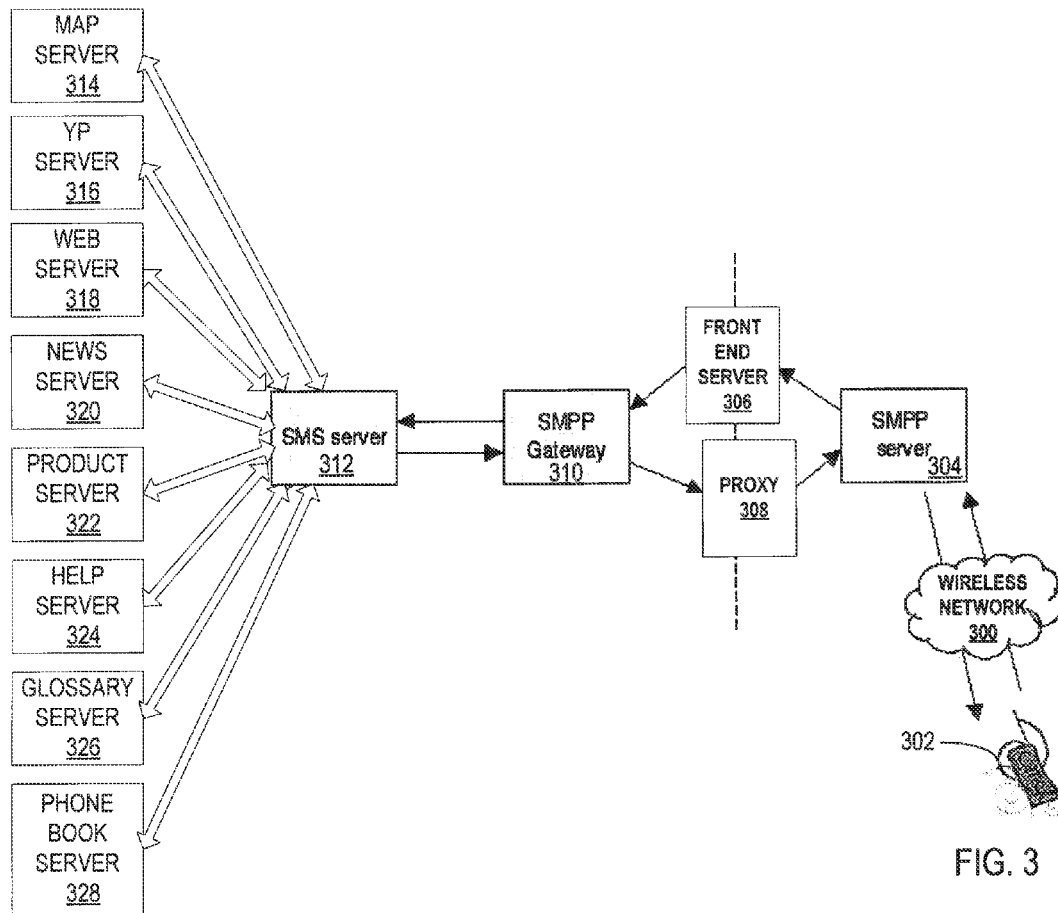 MAP
SERVER
314
YP
SERVER
316
WEB
SERVER
318
NEWS
SERVER
320
PRODUCT
SERVER
322
HELP
SERVER
324
GLOSSARY
SERVER
326
PHONE
BOOK
SERVER
328
SMS server
312
SMPP
Gateway
310
FRONT
END
SERVER
306
PROXY
308
SMPP
server
304
WIRELESS
NETWORK
300
302
FIG. 3